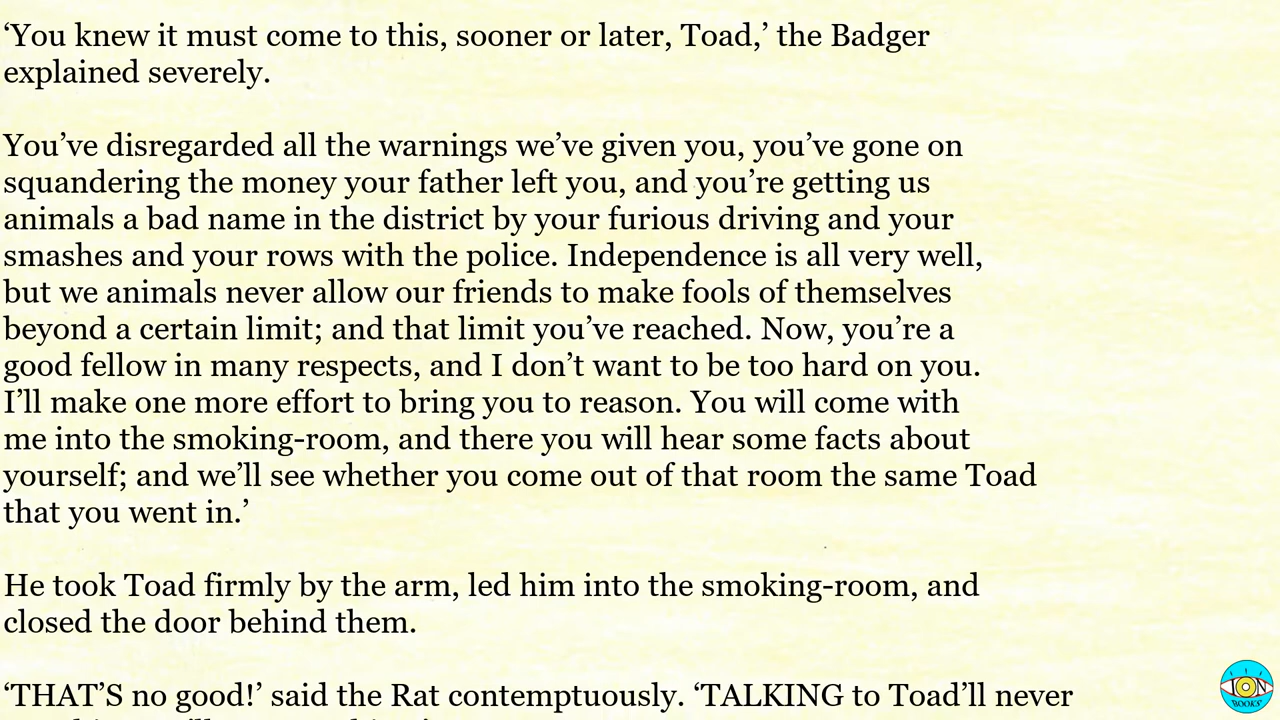 ‘You knew it must come to this, sooner or later, Toad,’ the Badger
explained severely.
You’ve disregarded all the warnings we’ve given you, you’ve gone on
squandering the money your father left you, and you’re getting us
animals a bad name in the district by your furious driving and your
smashes and your rows with the police. Independence is all very well,
but we animals never allow our friends to make fools of themselves
beyond a certain limit; and that limit you’ve reached. Now, you’re a
good fellow in many respects, and I don’t want to be too hard on you.
I’ll make one more effort to bring you to reason. You will come with
me into the smoking-room, and there you will hear some facts about
yourself; and we’ll see whether you come out of that room the same Toad
that you went in.’
He took Toad firmly by the arm, led him into the smoking-room, and
closed the door behind them.
‘THAT’S no good!’ said the Rat contemptuously. ‘TALKING to Toad’ll never
ION
BOOKS